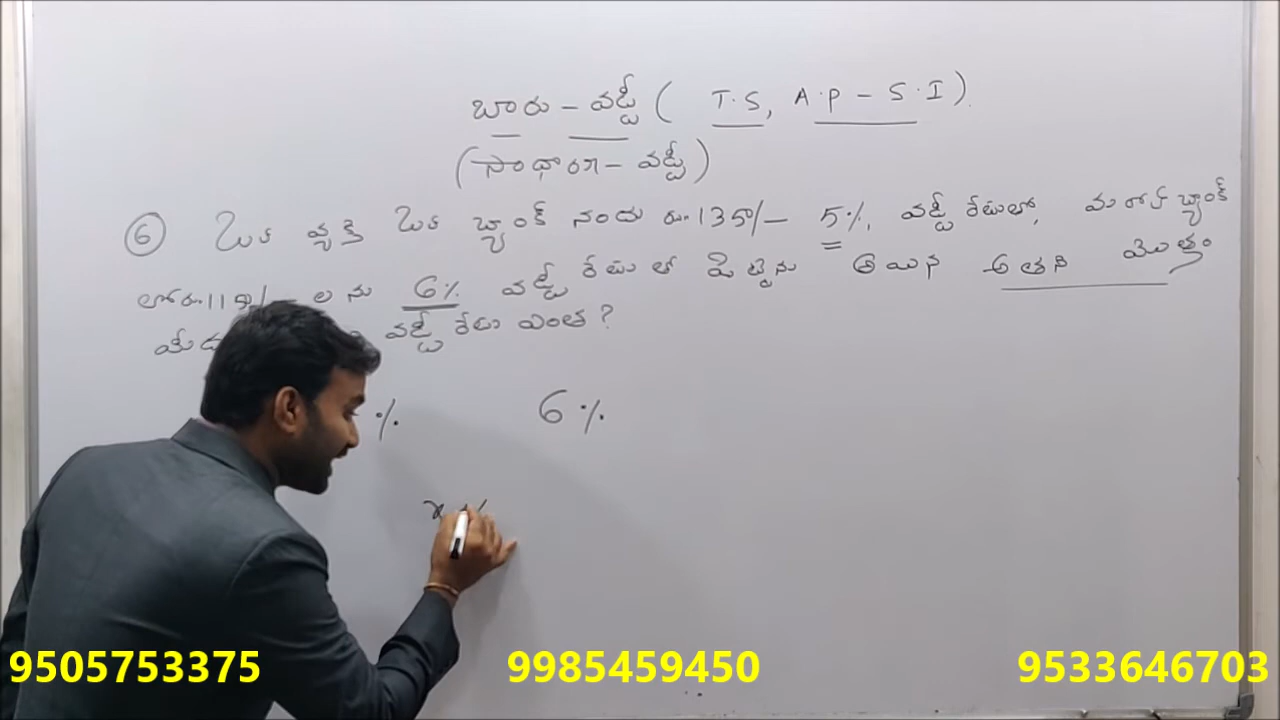 బారు - వడ్డీ ( T.S, A.P - S.I ).
( సాధారణ - వడ్డీ )
6 ఒక వ్యక్తి ఒక బ్యాంక్ నందు రూ.1350/- 5%. వడ్డీ రేటులో, మరోక బ్యాంక్
లో రూ.1150/- లను 6% వడ్డీ రేటు లో పెట్టెను అయిన అతని మొత్తం
మీద వడ్డీ రేటు ఎంత ?
% 6 %
x %
9505753375 9985459450 9533646703